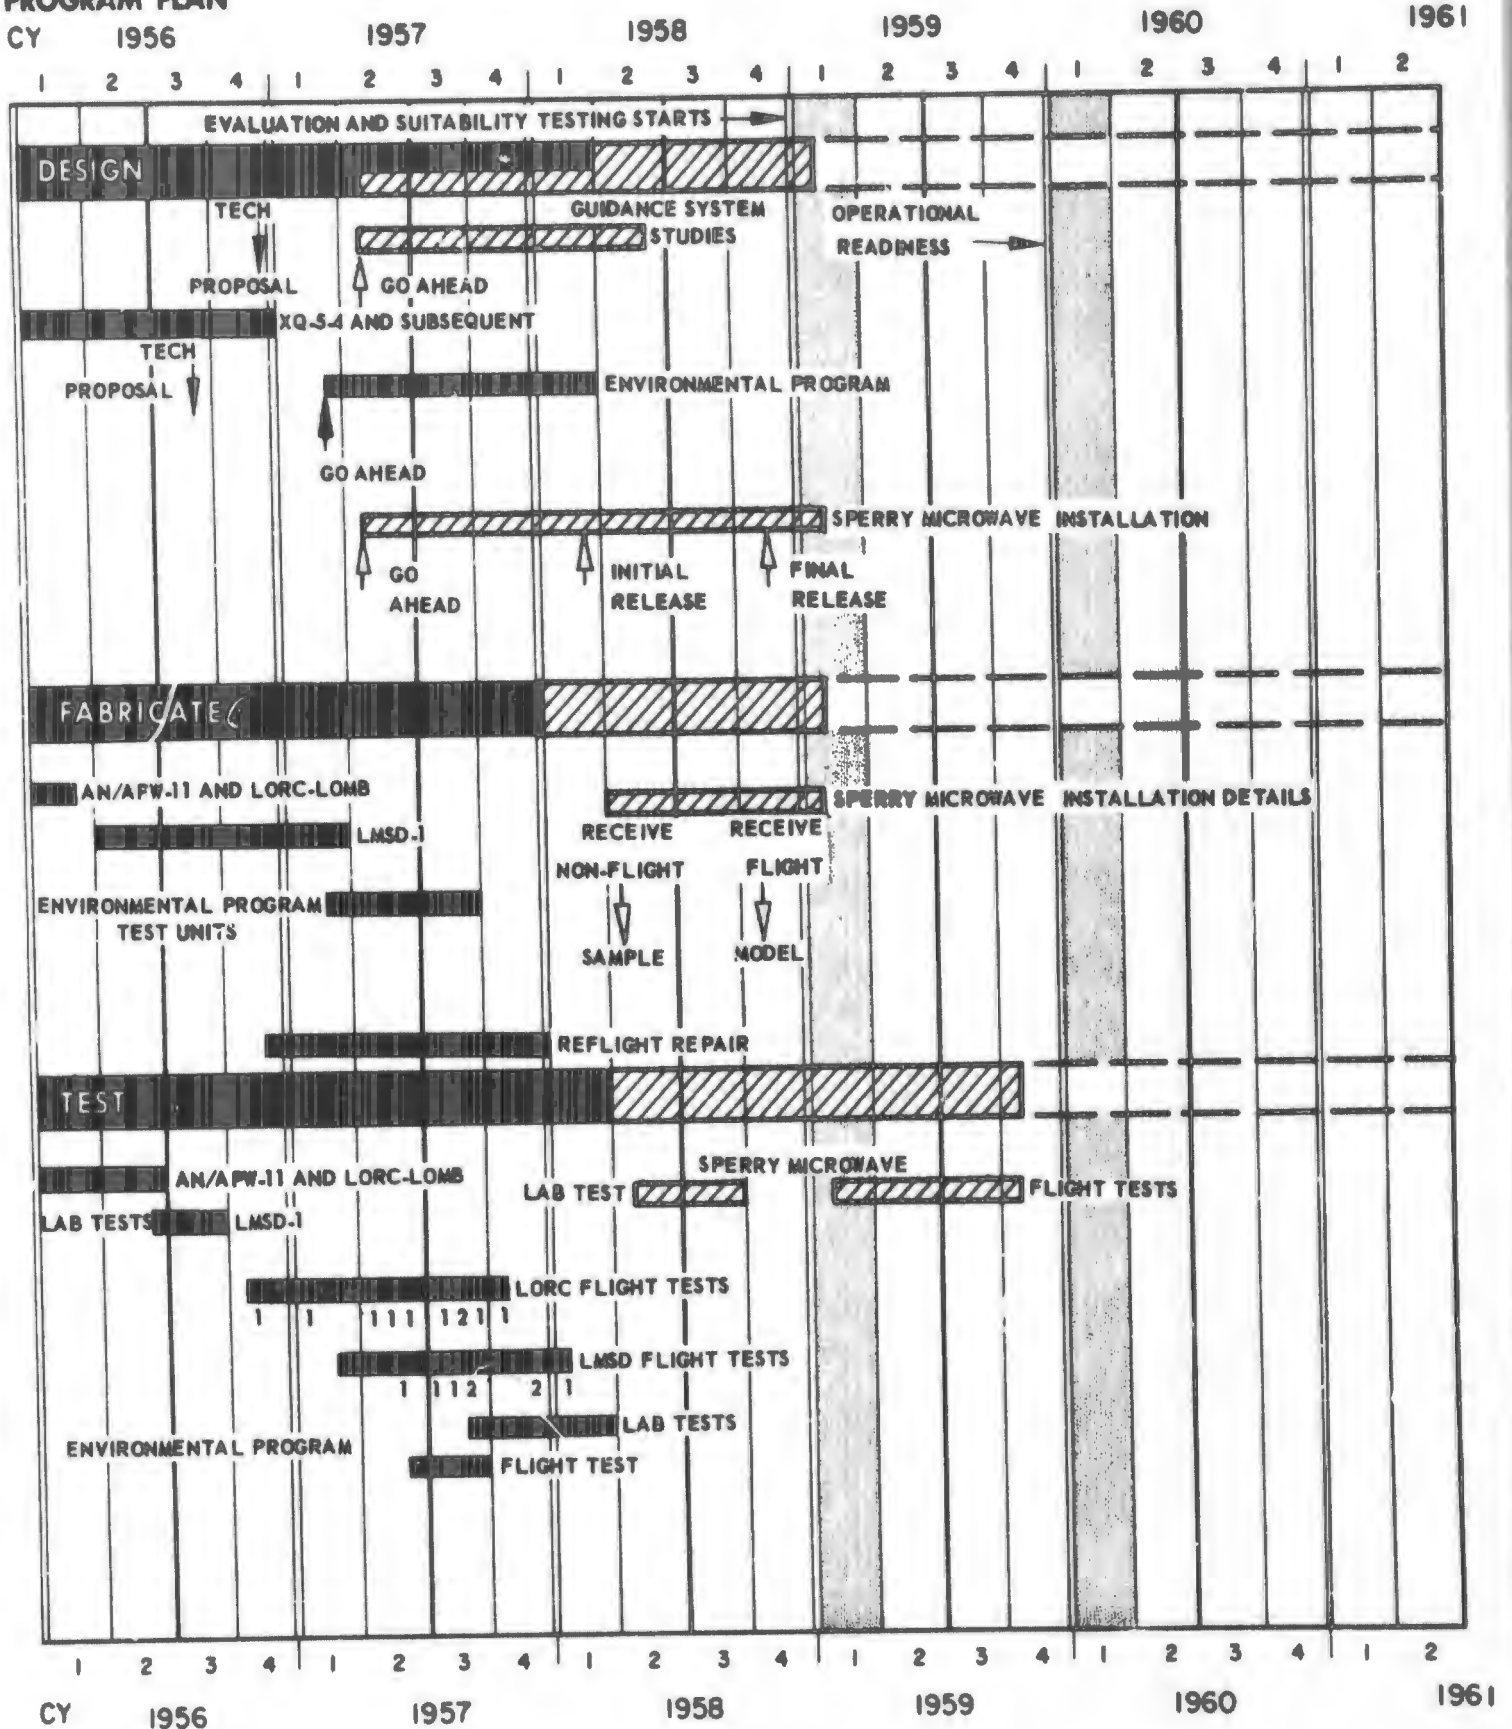 PROGRAM PLAN
CY 1956 1957 1958 1959 1960 1961
1 2 3 4 1 2 3 4 1 2 3 4 1 2 3 4 1 2 3 4 1 2
EVALUATION AND SUITABILITY TESTING STARTS
DESIGN
TECH
PROPOSAL
GUIDANCE SYSTEM
STUDIES
GO AHEAD
OPERATIONAL
READINESS
XQ-5-4 AND SUBSEQUENT
TECH
PROPOSAL
ENVIRONMENTAL PROGRAM
GO AHEAD
SPERRY MICROWAVE INSTALLATION
GO
AHEAD
INITIAL
RELEASE
FINAL
RELEASE
FABRICATE
AN/APW-11 AND LORC-LOMB
SPERRY MICROWAVE INSTALLATION DETAILS
LMSD-1
RECEIVE
NON-FLIGHT
SAMPLE
RECEIVE
FLIGHT
MODEL
ENVIRONMENTAL PROGRAM
TEST UNITS
REFLIGHT REPAIR
TEST
AN/APW-11 AND LORC-LOMB
SPERRY MICROWAVE
LAB TEST
FLIGHT TESTS
LAB TESTS
LMSD-1
LORC FLIGHT TESTS
1 1 1 1 1 1 2 1 1
LMSD FLIGHT TESTS
1 1 1 2 2 1
LAB TESTS
ENVIRONMENTAL PROGRAM
FLIGHT TEST
1 2 3 4 1 2 3 4 1 2 3 4 1 2 3 4 1 2 3 4 1 2
CY 1956 1957 1958 1959 1960 1961